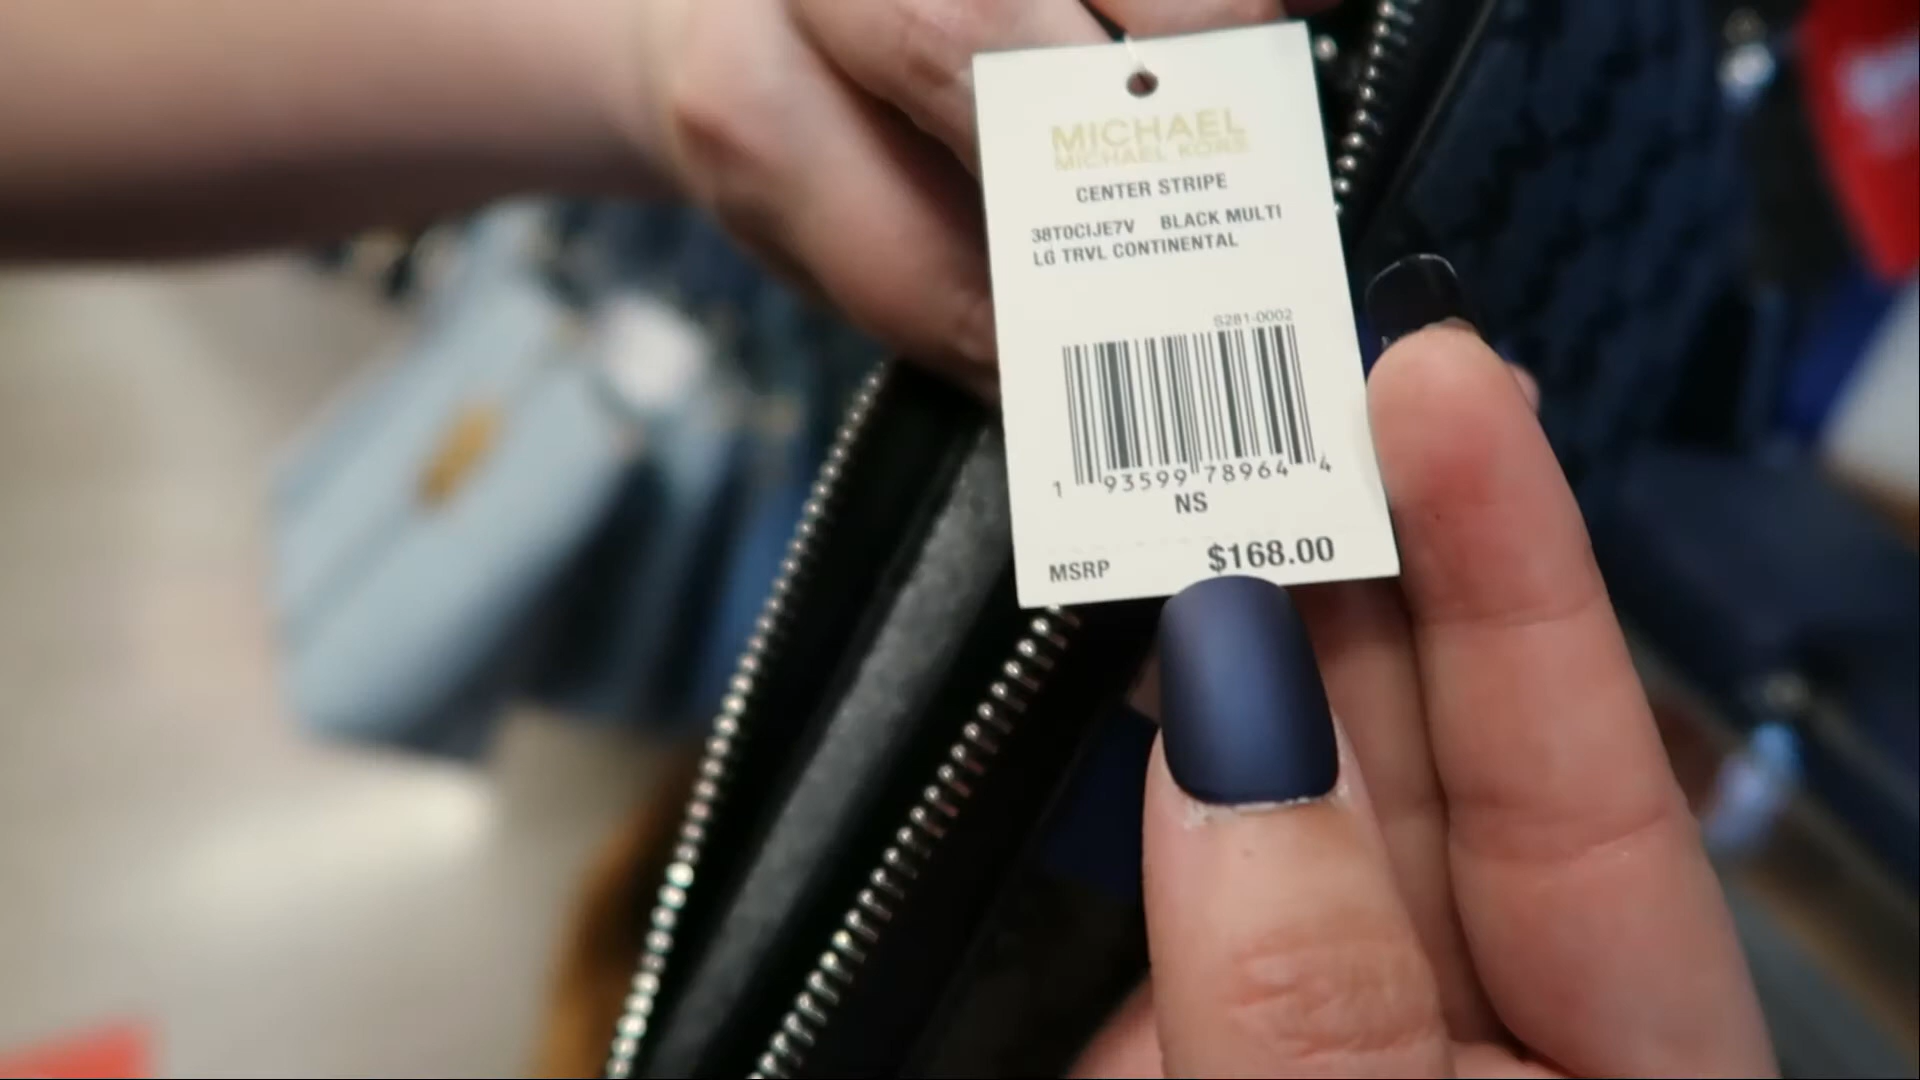 MICHAEL
MICHAEL KORS
CENTER STRIPE
38T0CIJE7V BLACK MULTI
LG TRVL CONTINENTAL
S281-0002
1 93599 78964 4
NS
MSRP $168.00